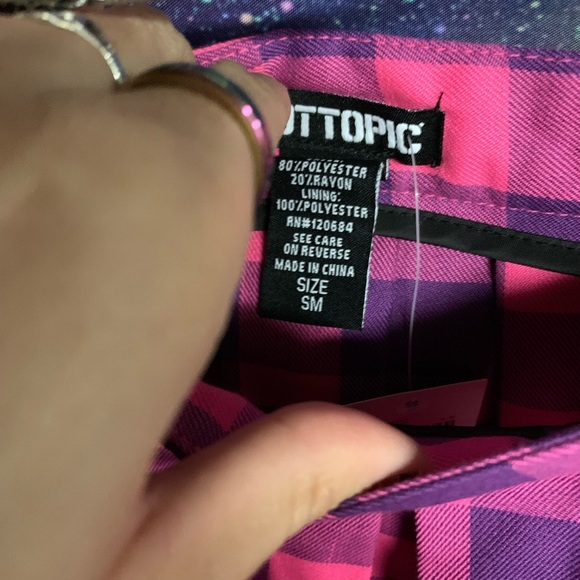 OTTOPIC
80%POLYESTER
20%RAYON
LINING:
100%POLYESTER
RN#120684
SEE CARE
ON REVERSE
MADE IN CHINA
SIZE
SM